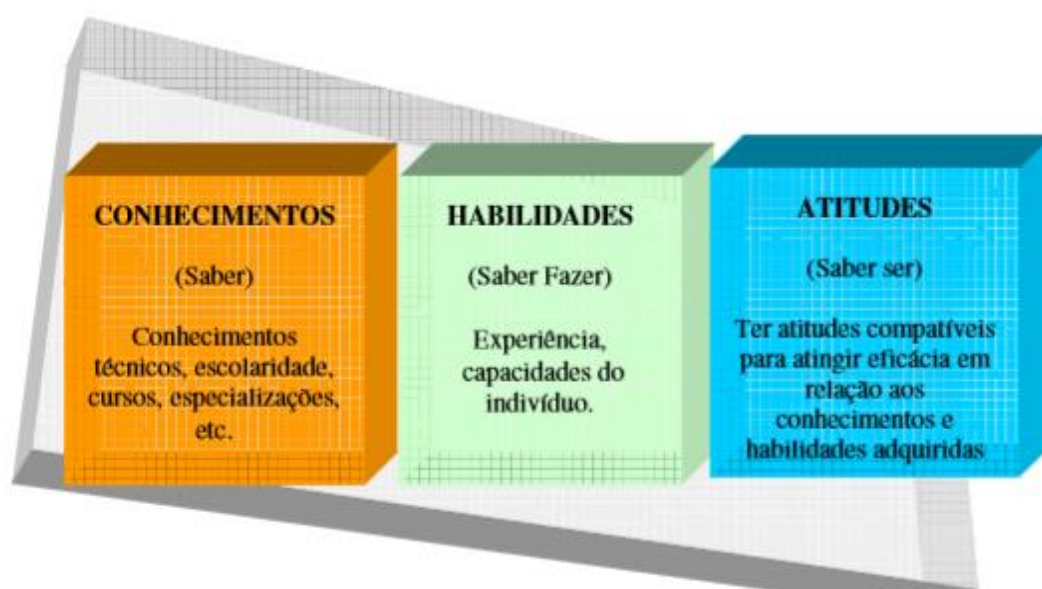 CONHECIMENTOS
(Saber)
Conhecimentos
técnicos, escolaridade,
cursos, especializações,
etc.
HABILIDADES
(Saber Fazer)
Experiência,
capacidades do
indivíduo.
ATITUDES
(Saber ser)
Ter atitudes compatíveis
para atingir eficácia em
relação aos
conhecimentos e
habilidades adquiridas